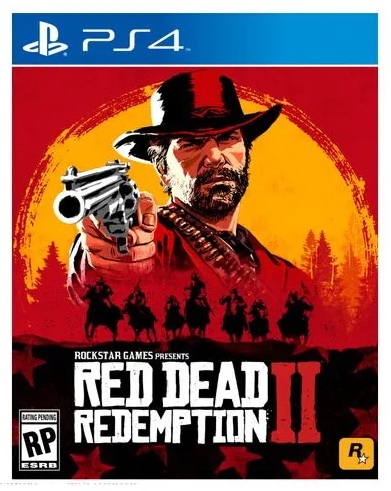 PS4
ROCKSTAR GAMES PRESENTS
RED DEAD
REDEMPTION II
RATING PENDING
RP
ESRB
R